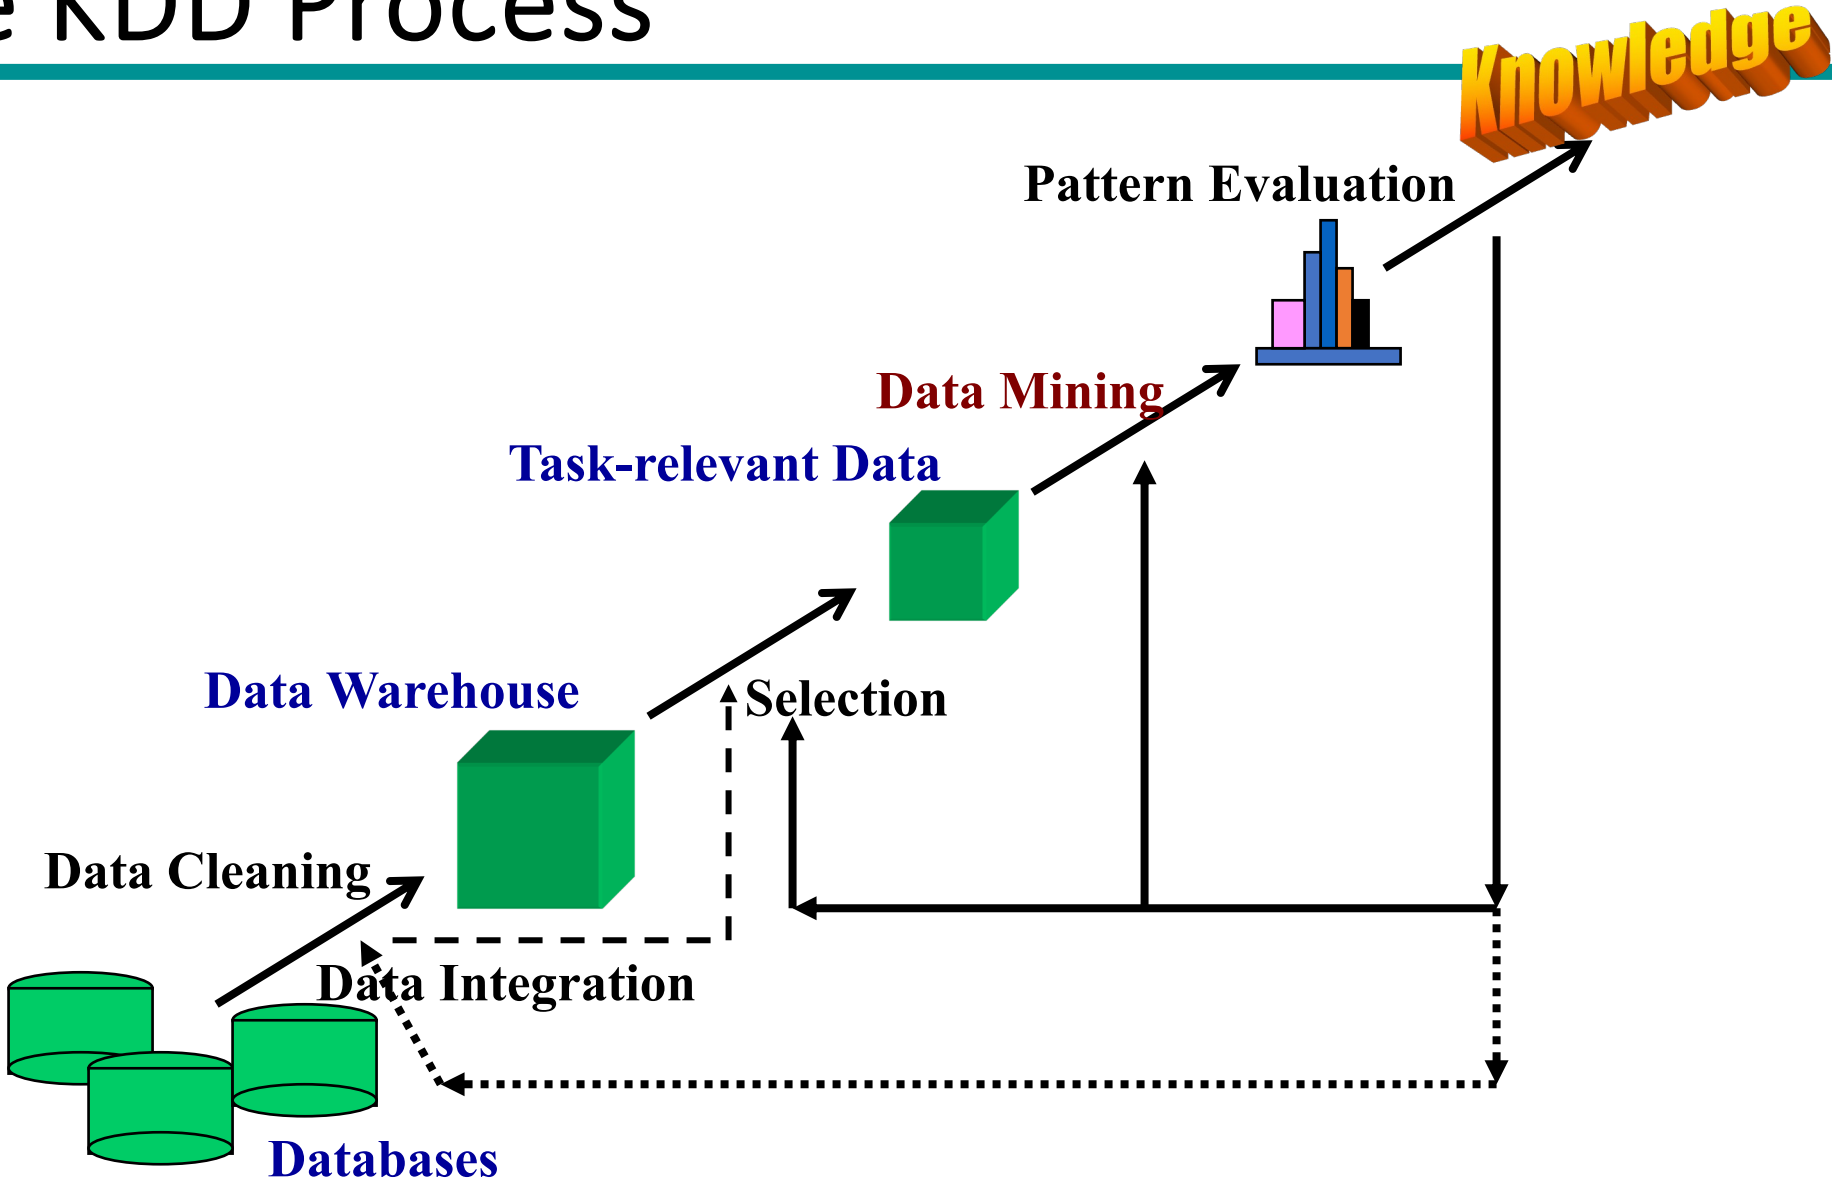 e KDD Process
Knowledge
Pattern Evaluation
Data Mining
Task-relevant Data
Data Warehouse
Selection
Data Cleaning
Data Integration
Databases